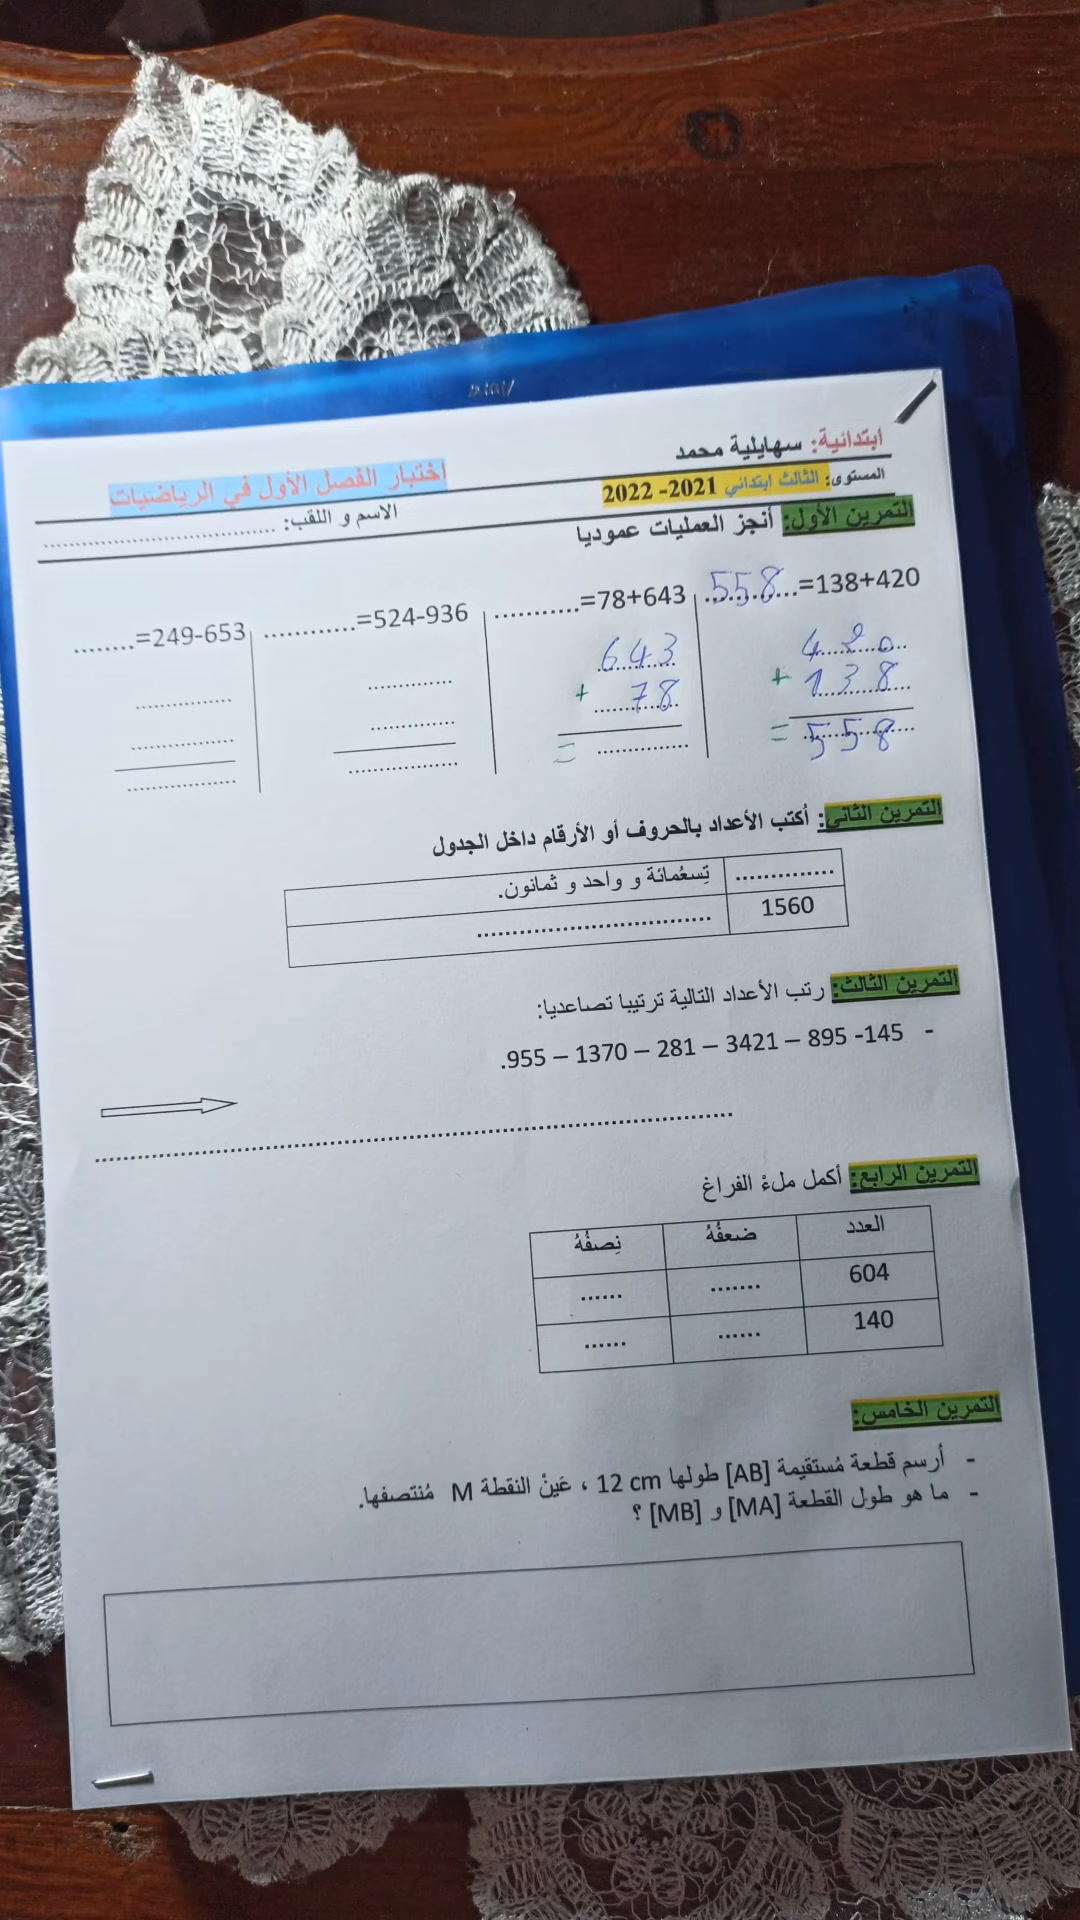 ابتدائية: سهايلية محمد
المستوى: الثالث ابتدائي 2021- 2022
اختبار الفصل الأول في الرياضيات
الاسم و اللقب: ..................................
التمرين الأول: أنجز العمليات عموديا
558=138+420
...........=78+643
............=524-936
........=249-653
420
+ 138
= 558
643
+ 78
=
التمرين الثاني: أكتب الأعداد بالحروف أو الأرقام داخل الجدول
.............. تِسعُمائة و واحد و ثمانون.
1560 .................................
التمرين الثالث: رتب الأعداد التالية ترتيبا تصاعديا:
- 145- 895 – 3421 – 281 – 1370 – 955.
التمرين الرابع: أكمل ملءْ الفراغ
العدد ضعفُهُ نِصفُهُ
604 ....... ......
140 ...... ......
التمرين الخامس:
- أرسم قطعة مُستقيمة [AB] طولها 12 cm ، عَينْ النقطة M مُنتصفها.
- ما هو طول القطعة [MA] و [MB] ؟